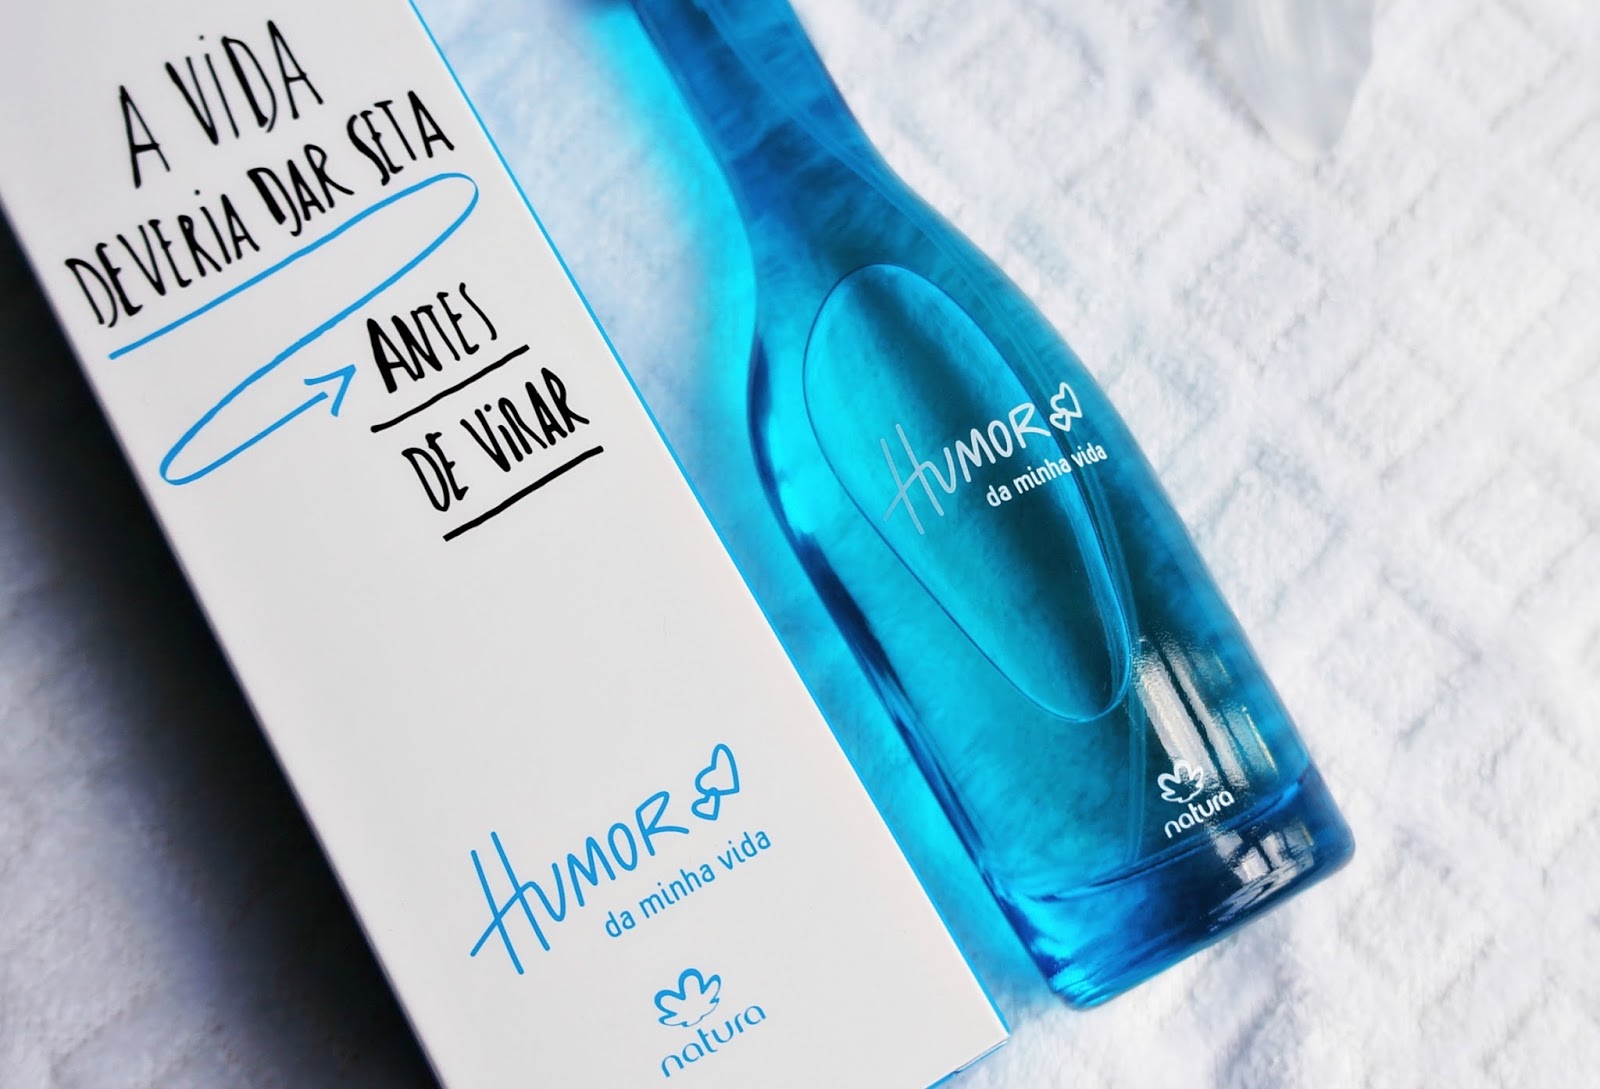 A ViDA
DEVERiA DAR SETA
ANTES
DE ViRAR
HUMOR
da minha vida
natura
HUMOR
da minha vida
natura